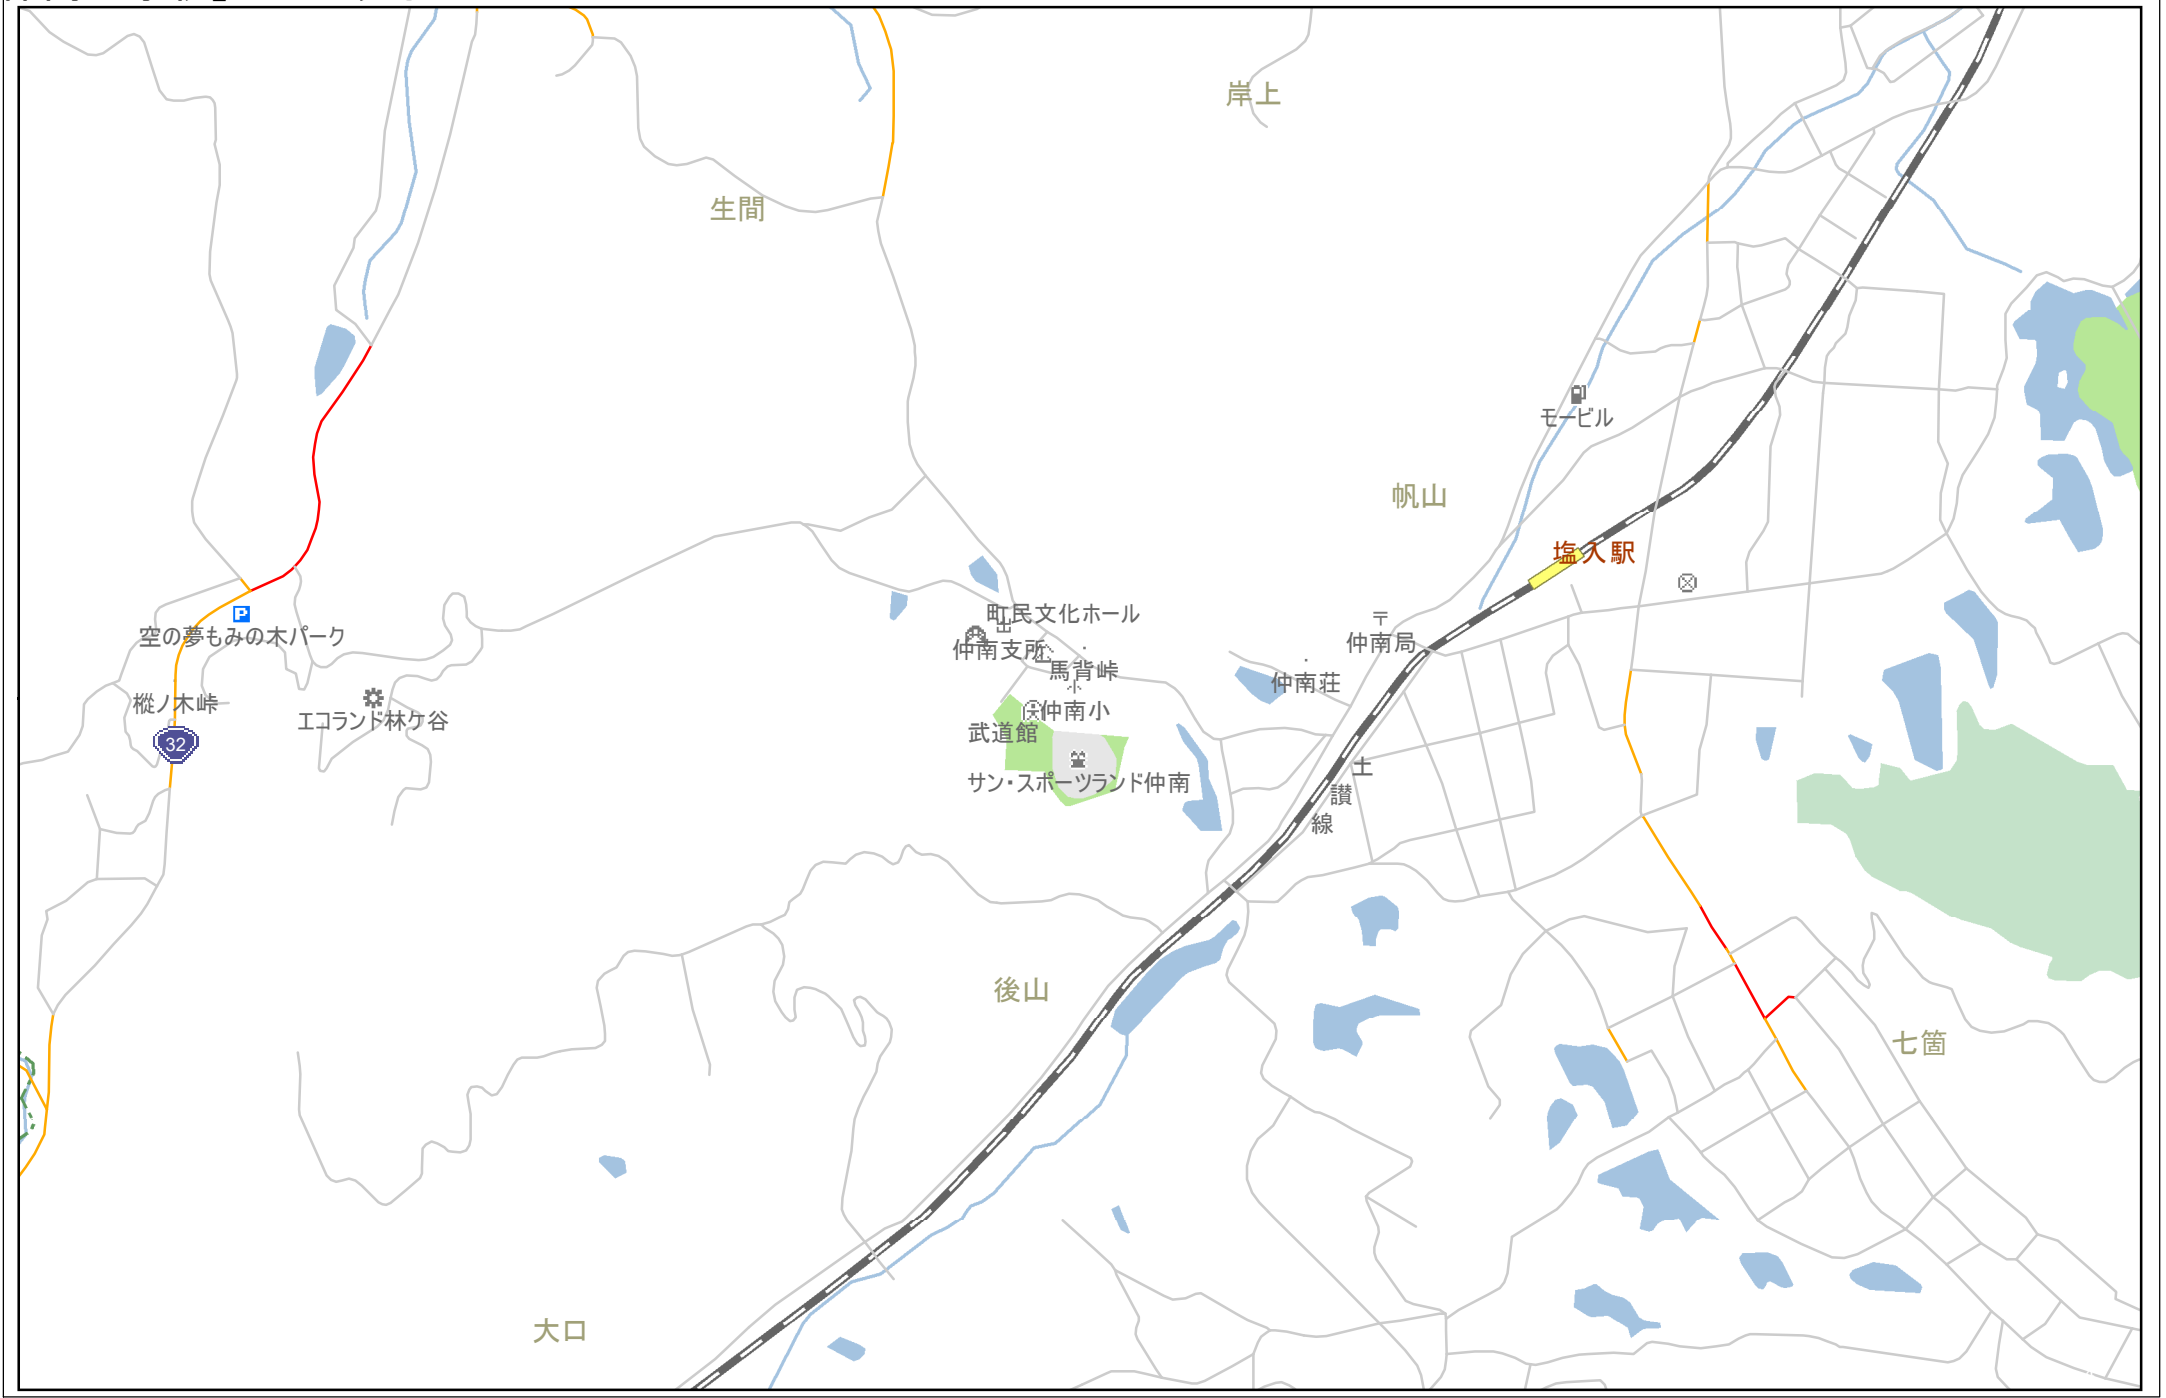 岸上
生間
モービル
帆山
塩入駅
町民文化ホール
〒
仲南局
空の夢もみの木パーク
P
仲南支所
馬背峠
仲南荘
樅ノ木峠
エコランド林ケ谷
小
仲南小
武道館
32
サン・スポーツランド仲南
土
讃
線
後山
七箇
大口